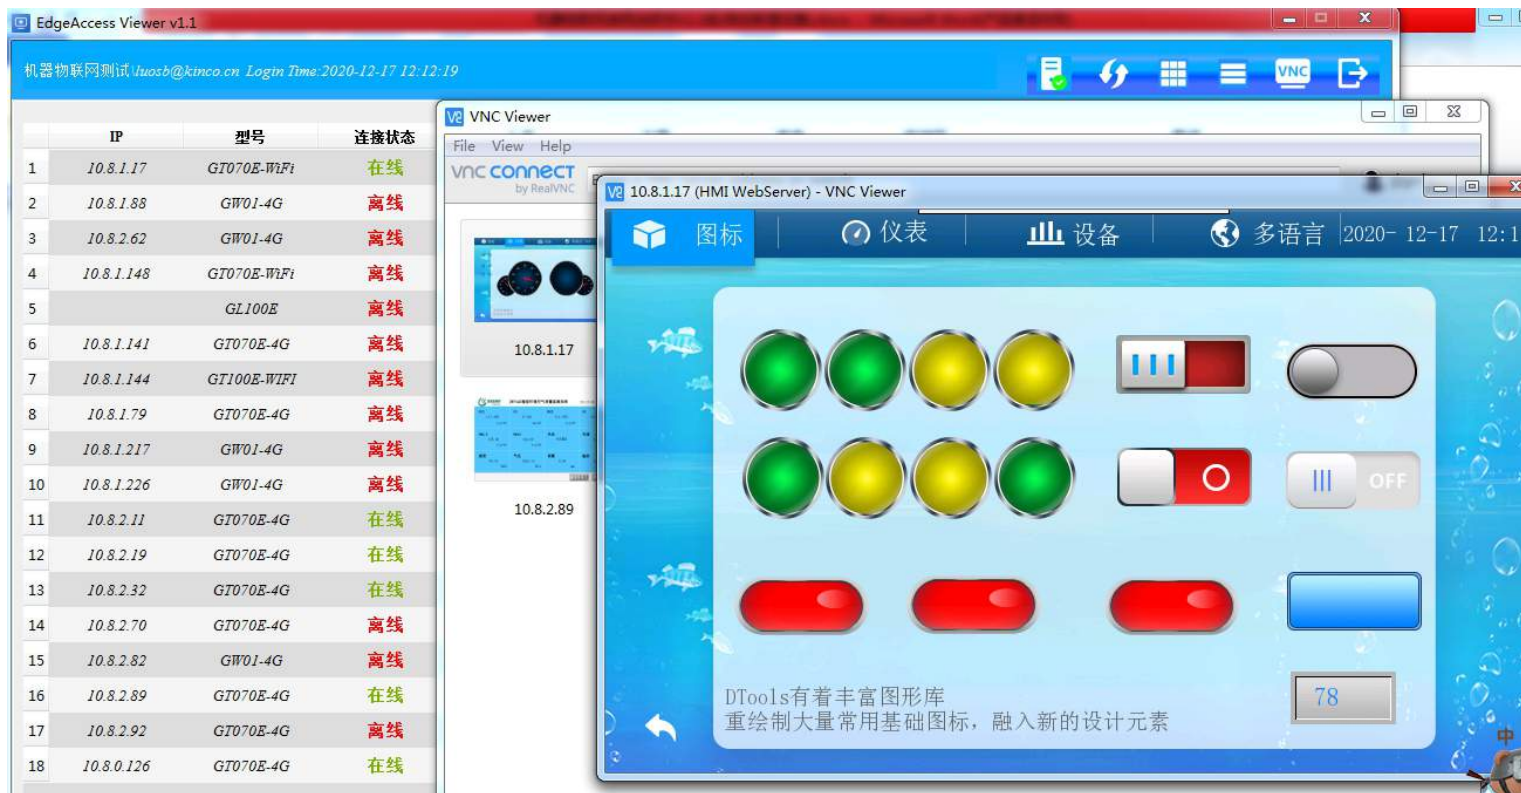 EdgeAccess Viewer v1.1
机器物联网测试\luosb@kinco.cn Login Time:2020-12-17 12:12:19
VNC
IP 型号 连接状态
1 10.8.1.17 GT070E-WiFi 在线
2 10.8.1.88 GW01-4G 离线
3 10.8.2.62 GW01-4G 离线
4 10.8.1.148 GT070E-WiFi 离线
5 GL100E 离线
6 10.8.1.141 GT070E-4G 离线
7 10.8.1.144 GT100E-WIFI 离线
8 10.8.1.79 GT070E-4G 离线
9 10.8.1.217 GW01-4G 离线
10 10.8.1.226 GW01-4G 离线
11 10.8.2.11 GT070E-4G 在线
12 10.8.2.19 GT070E-4G 在线
13 10.8.2.32 GT070E-4G 在线
14 10.8.2.70 GT070E-4G 离线
15 10.8.2.82 GW01-4G 离线
16 10.8.2.89 GT070E-4G 在线
17 10.8.2.92 GT070E-4G 离线
18 10.8.0.126 GT070E-4G 在线
VNC Viewer
File View Help
VNC CONNECT
by RealVNC
10.8.1.17
10.8.2.89
10.8.1.17 (HMI WebServer) - VNC Viewer
图标 仪表 设备 多语言 2020- 12-17 12:1
OFF
78
DTools有着丰富图形库
重绘制大量常用基础图标，融入新的设计元素
中